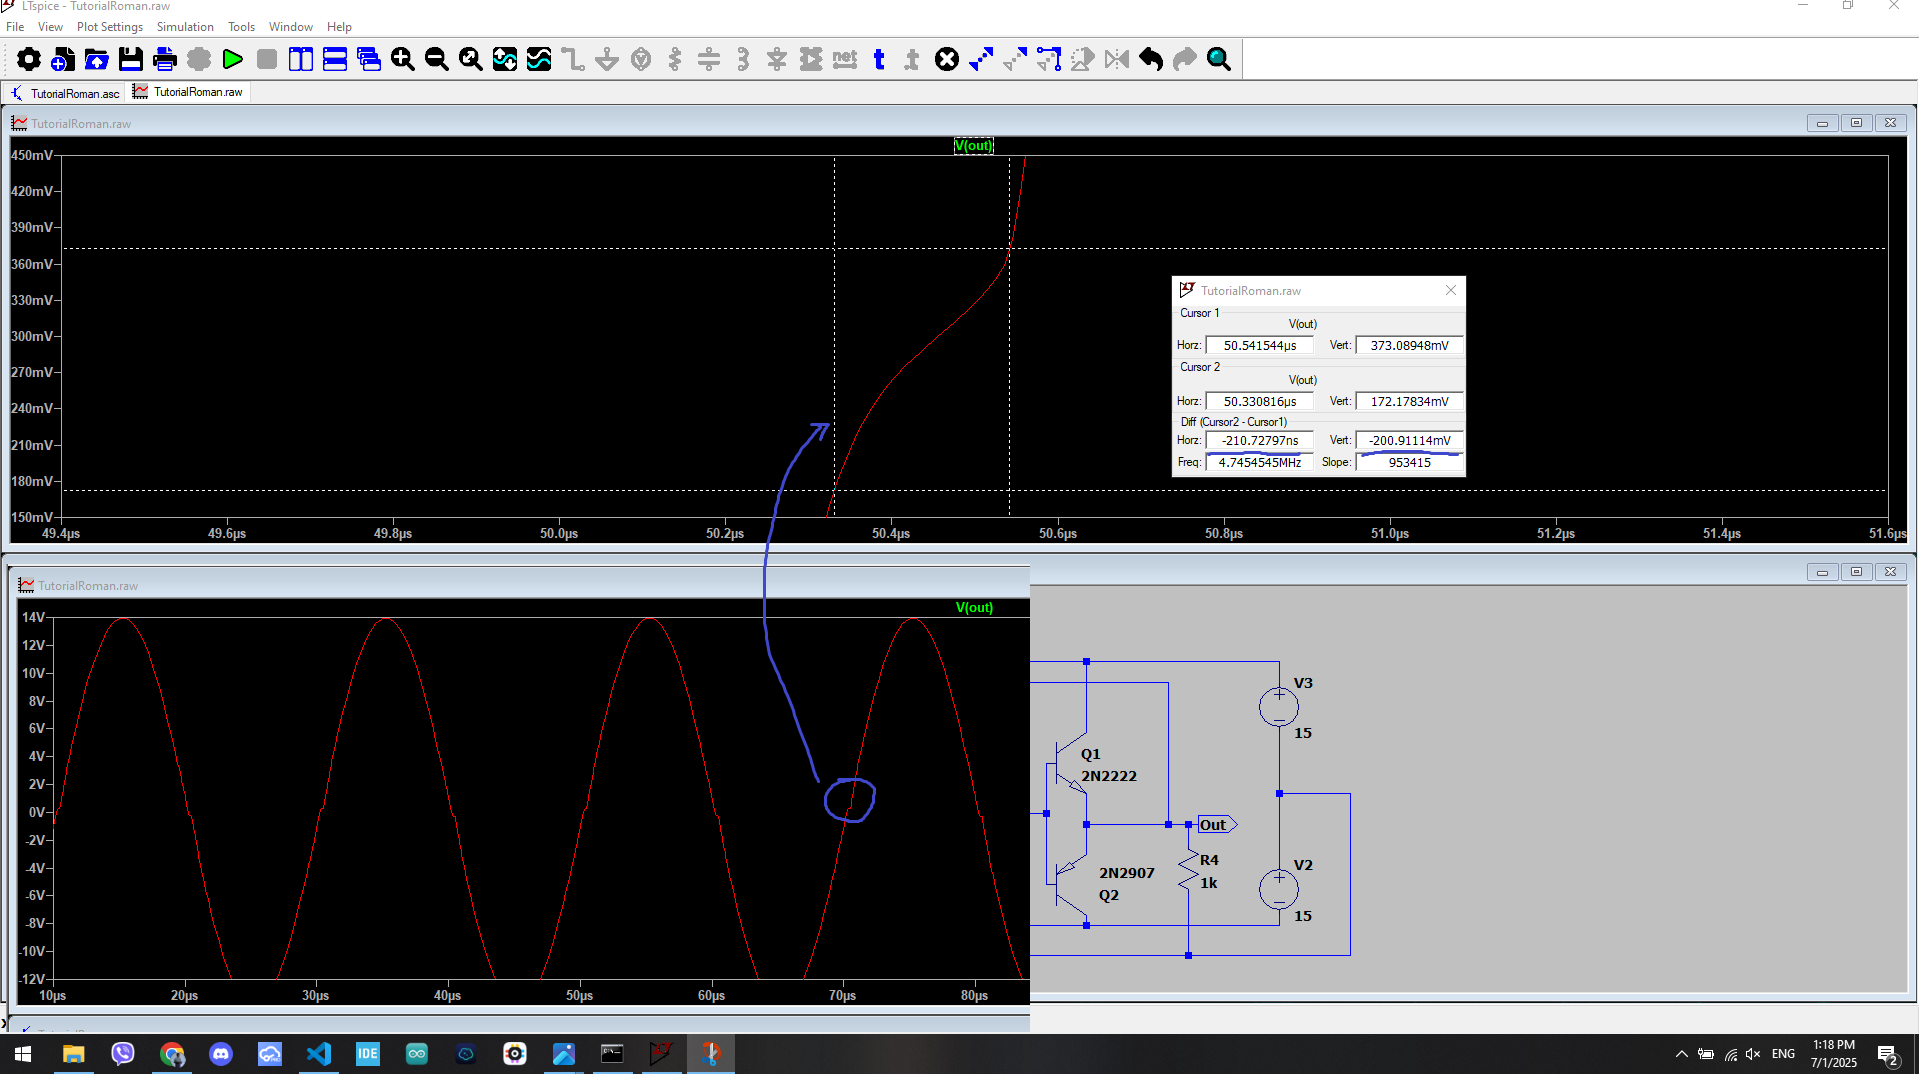 LTspice - TutorialRoman.raw
File View Plot Settings Simulation Tools Window Help
net t .t
TutorialRoman.asc TutorialRoman.raw
TutorialRoman.raw
V(out)
450mV
420mV
390mV
360mV
330mV
300mV
270mV
240mV
210mV
180mV
150mV
49.4µs 49.6µs 49.8µs 50.0µs 50.2µs 50.4µs 50.6µs 50.8µs 51.0µs 51.2µs 51.4µs 51.6µs
TutorialRoman.raw
Cursor 1
V(out)
Horz: 50.541544µs Vert: 373.08948mV
Cursor 2
V(out)
Horz: 50.330816µs Vert: 172.17834mV
Diff (Cursor2 - Cursor1)
Horz: -210.72797ns Vert: -200.91114mV
Freq: 4.7454545MHz Slope: 953415
TutorialRoman.raw
V(out)
14V
12V
10V
8V
6V
4V
2V
0V
-2V
-4V
-6V
-8V
-10V
-12V
10µs 20µs 30µs 40µs 50µs 60µs 70µs 80µs
V3
15
Q1
2N2222
Out
R4
1k
2N2907
Q2
V2
15
IDE
ENG
1:18 PM
7/1/2025
2